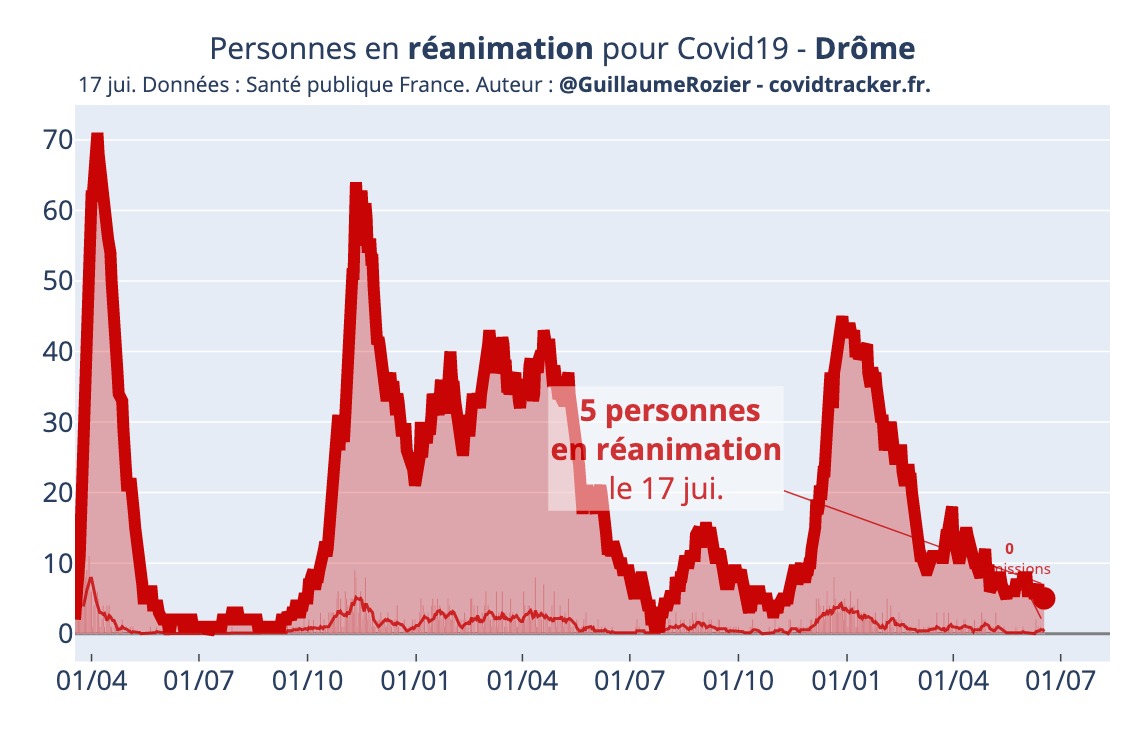 Personnes en réanimation pour Covid19 - Drôme
17 jui. Données : Santé publique France. Auteur : @GuillaumeRozier - covidtracker.fr.
70
60
50
40
30
20
10
0
5 personnes
en réanimation
le 17 jui.
0
01/04 01/07 01/10 01/01 01/04 01/07 01/10 01/01 01/04 01/07